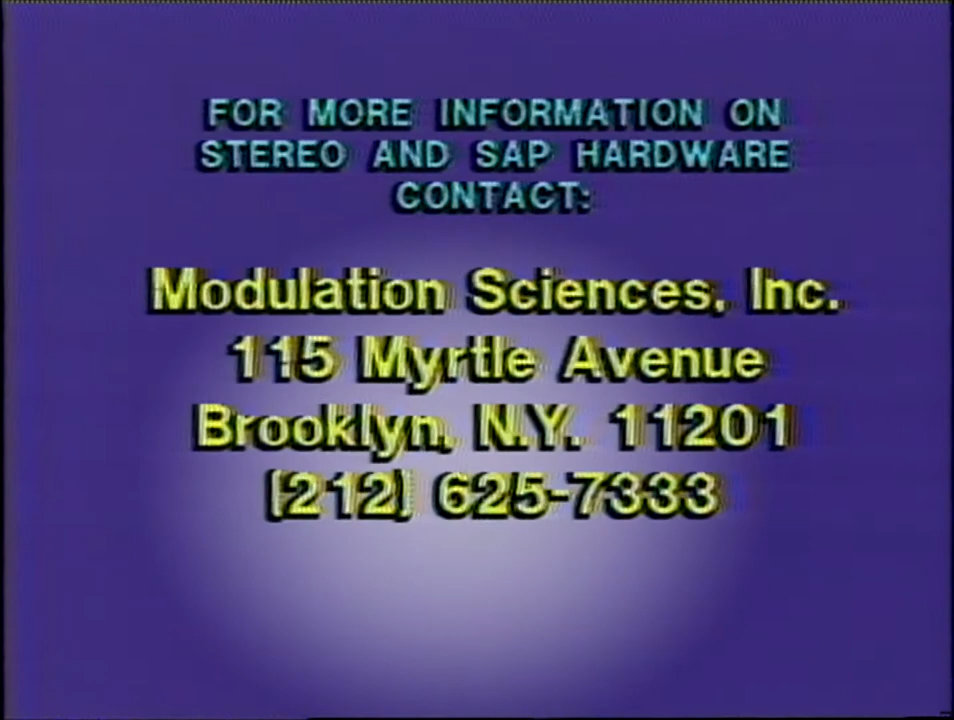 FOR MORE INFORMATION ON
STEREO AND SAP HARDWARE
CONTACT:
Modulation Sciences, Inc.
115 Myrtle Avenue
Brooklyn, N.Y. 11201
(212) 625-7333